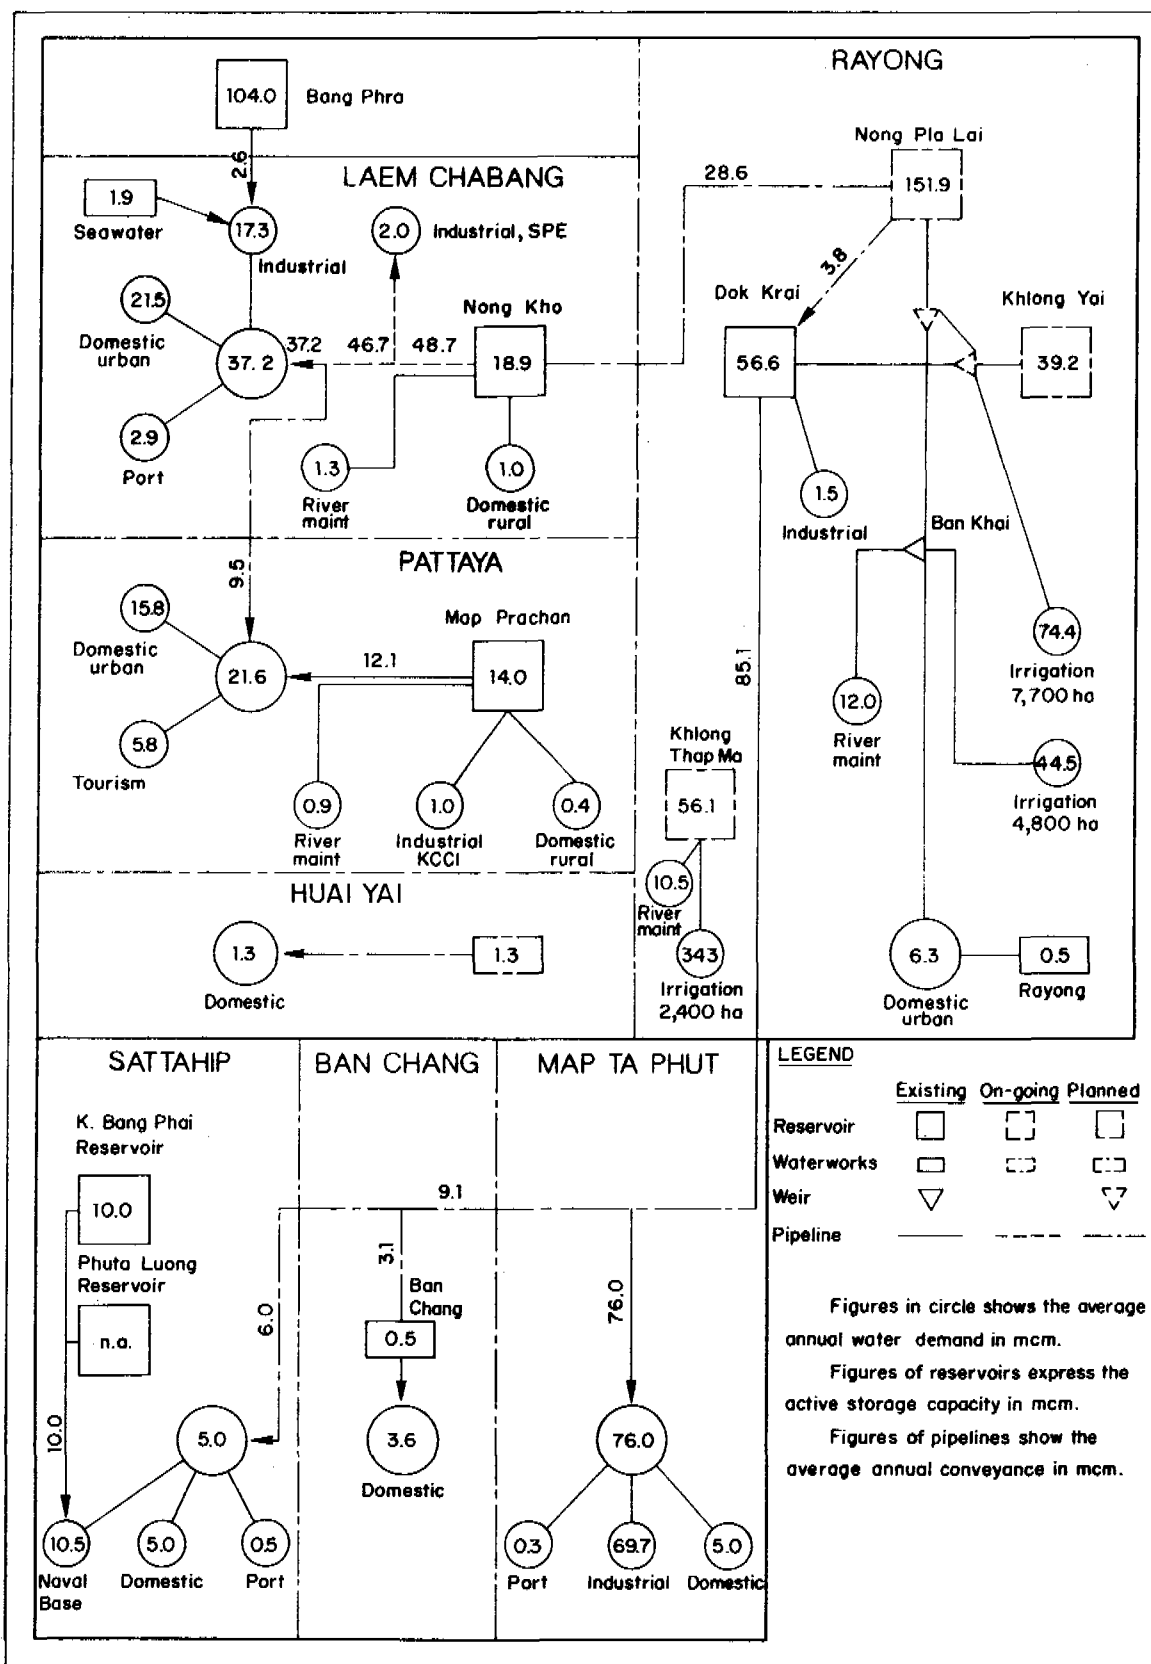 RAYONG
104.0
Bang Phra
Nong Pla Lai
2.6
LAEM CHABANG
28.6
151.9
1.9
Seawater
17.3
Industrial
2.0
Industrial, SPE
3.8
21.5
Domestic
urban
Nong Kho
Dok Krai
Khlong Yai
37.2
37.2
46.7
48.7
18.9
56.6
39.2
2.9
Port
1.3
River
maint
1.0
Domestic
rural
1.5
Industrial
Ban Khai
9.5
PATTAYA
15.8
Domestic
urban
Map Prachan
74.4
Irrigation
7,700 ha
21.6
12.1
14.0
85.1
12.0
River
maint
5.8
Tourism
Khlong
Thap Ma
44.5
Irrigation
4,800 ha
0.9
River
maint
1.0
Industrial
KCCI
0.4
Domestic
rural
56.1
HUAI YAI
10.5
River
maint
1.3
Domestic
1.3
343
Irrigation
2,400 ha
6.3
Domestic
urban
0.5
Rayong
SATTAHIP
BAN CHANG
MAP TA PHUT
K. Bang Phai
Reservoir
10.0
9.1
Phuta Luong
Reservoir
n.a.
3.1
Ban
Chang
0.5
6.0
76.0
10.0
5.0
3.6
Domestic
76.0
10.5
Naval
Base
5.0
Domestic
0.5
Port
0.3
Port
69.7
Industrial
5.0
Domestic
LEGEND
Existing On-going Planned
Reservoir
Waterworks
Weir
Pipeline
Figures in circle shows the average
annual water demand in mcm.
Figures of reservoirs express the
active storage capacity in mcm.
Figures of pipelines show the
average annual conveyance in mcm.